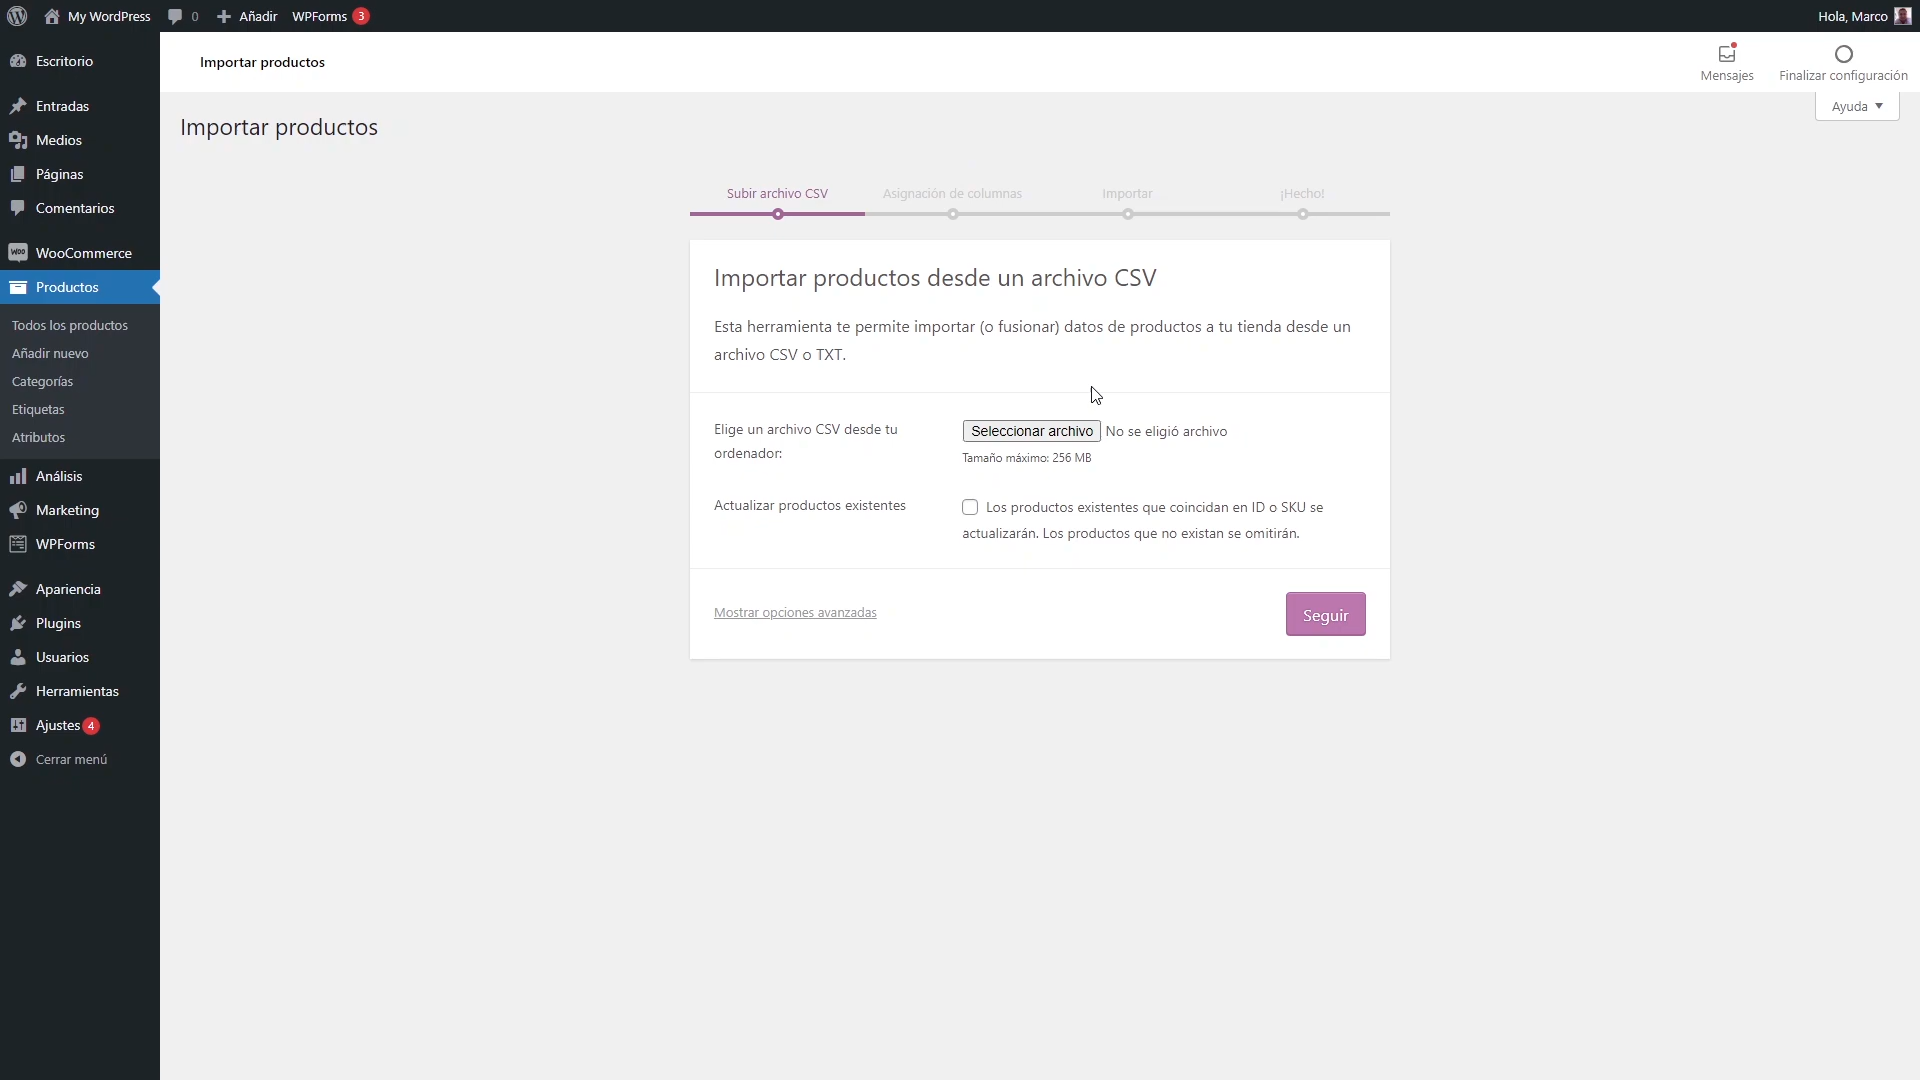 My WordPress
0
Añadir
WPForms 3
Hola, Marco
Escritorio
Entradas
Medios
Páginas
Comentarios
WooCommerce
Productos
Todos los productos
Añadir nuevo
Categorías
Etiquetas
Atributos
Análisis
Marketing
WPForms
Apariencia
Plugins
Usuarios
Herramientas
Ajustes 4
Cerrar menú
Importar productos
Mensajes
Finalizar configuración
Ayuda
Importar productos
Subir archivo CSV
Asignación de columnas
Importar
¡Hecho!
Importar productos desde un archivo CSV
Esta herramienta te permite importar (o fusionar) datos de productos a tu tienda desde un
archivo CSV o TXT.
Elige un archivo CSV desde tu
ordenador:
Seleccionar archivo No se eligió archivo
Tamaño máximo: 256 MB
Actualizar productos existentes
Los productos existentes que coincidan en ID o SKU se
actualizarán. Los productos que no existan se omitirán.
Mostrar opciones avanzadas
Seguir